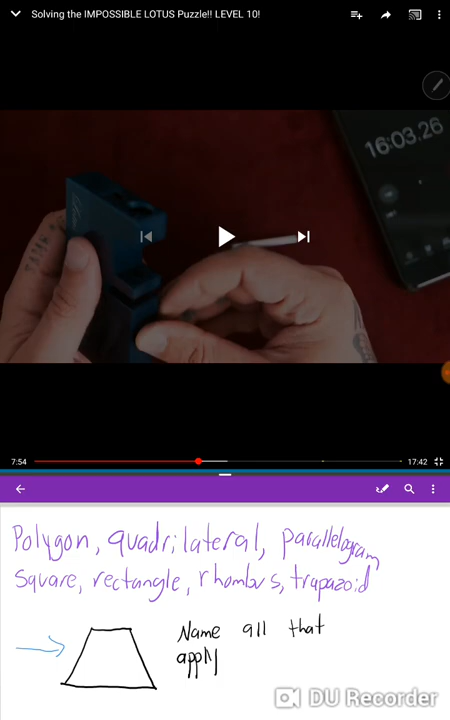 Solving the IMPOSSIBLE LOTUS Puzzle!! LEVEL 10!
16:03.26
7:54
17:42
Polygon, quadrilateral, parallelogram
Square, rectangle, rhombus, trapazoid
Name all that
apply
DU Recorder